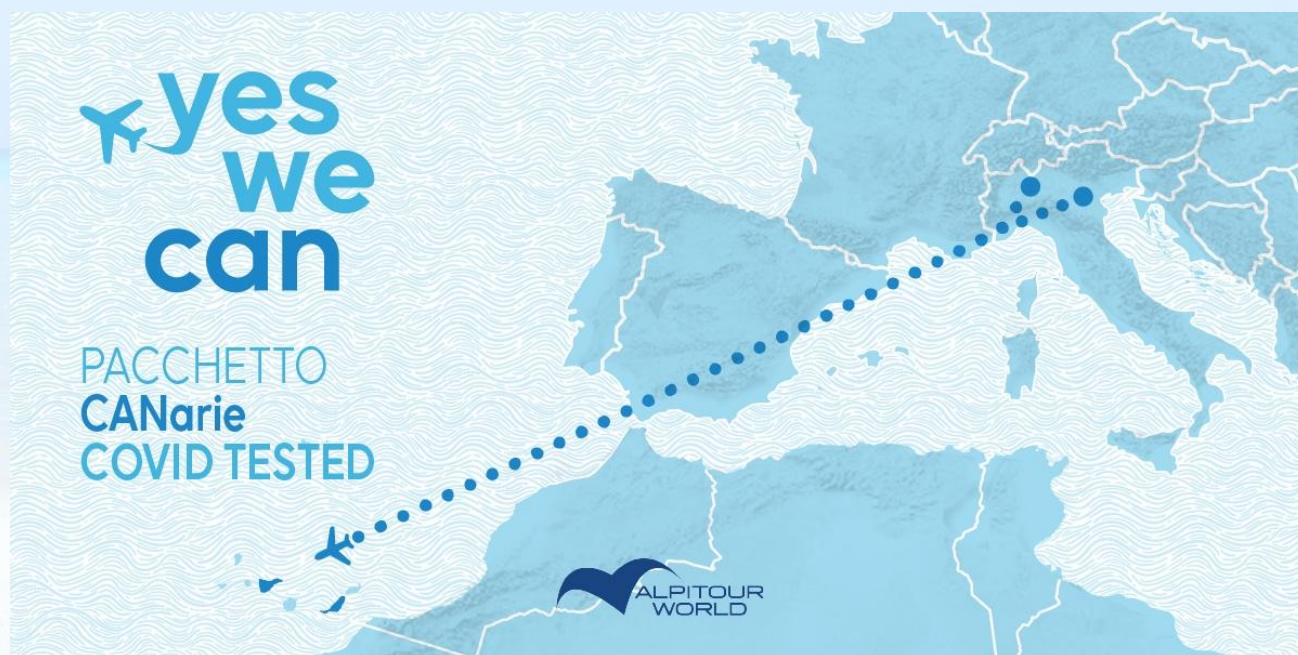 yes
we
can
PACCHETTO
CANarie
COVID TESTED
ALPITOUR
WORLD